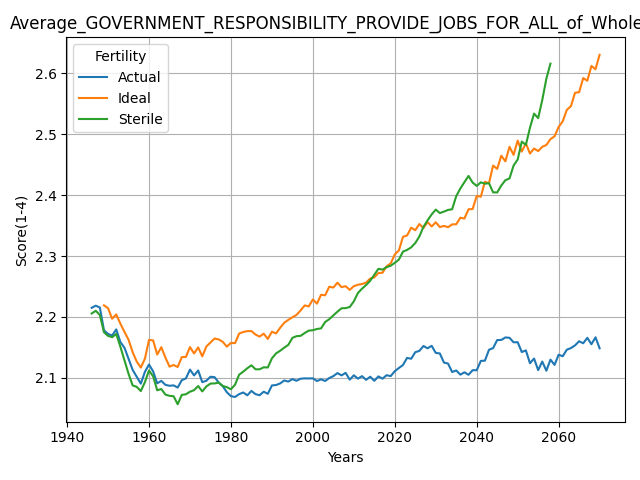 Average_GOVERNMENT_RESPONSIBILITY_PROVIDE_JOBS_FOR_ALL_of_Whole
Fertility
Actual
Ideal
Sterile
2.6
2.5
2.4
2.3
2.2
2.1
Score(1-4)
1940 1960 1980 2000 2020 2040 2060
Years